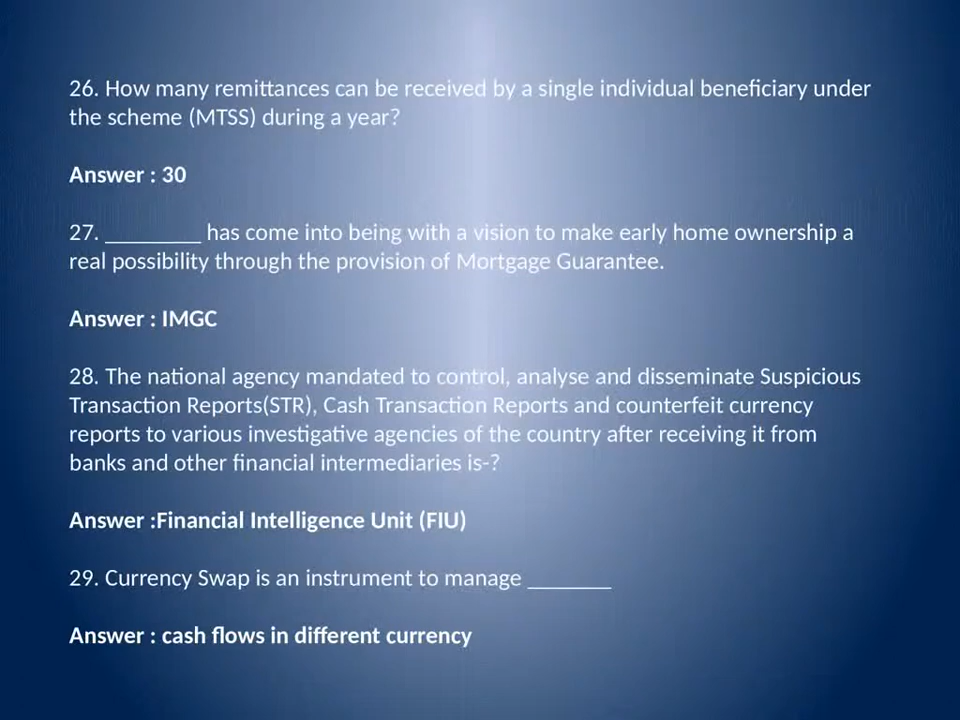 26. How many remittances can be received by a single individual beneficiary under
the scheme (MTSS) during a year?
Answer : 30
27. ________ has come into being with a vision to make early home ownership a
real possibility through the provision of Mortgage Guarantee.
Answer : IMGC
28. The national agency mandated to control, analyse and disseminate Suspicious
Transaction Reports(STR), Cash Transaction Reports and counterfeit currency
reports to various investigative agencies of the country after receiving it from
banks and other financial intermediaries is-?
Answer :Financial Intelligence Unit (FIU)
29. Currency Swap is an instrument to manage _______
Answer : cash flows in different currency